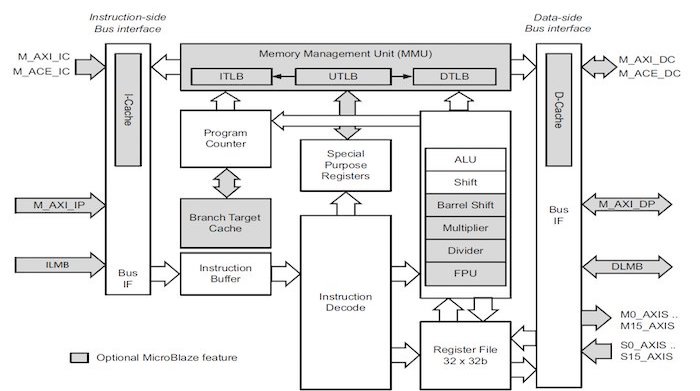 Instruction-side
Bus interface
Data-side
Bus interface
M_AXI_IC
M_ACE_IC
Memory Management Unit (MMU)
ITLB
UTLB
DTLB
M_AXI_DC
M_ACE_DC
I-Cache
D-Cache
Program
Counter
Special
Purpose
Registers
ALU
Shift
Barrel Shift
Multiplier
Divider
FPU
M_AXI_IP
Branch Target
Cache
M_AXI_DP
Bus
IF
ILMB
Bus
IF
Instruction
Buffer
Instruction
Decode
DLMB
M0_AXIS ..
M15_AXIS
Register File
32 x 32b
S0_AXIS ..
S15_AXIS
Optional MicroBlaze feature